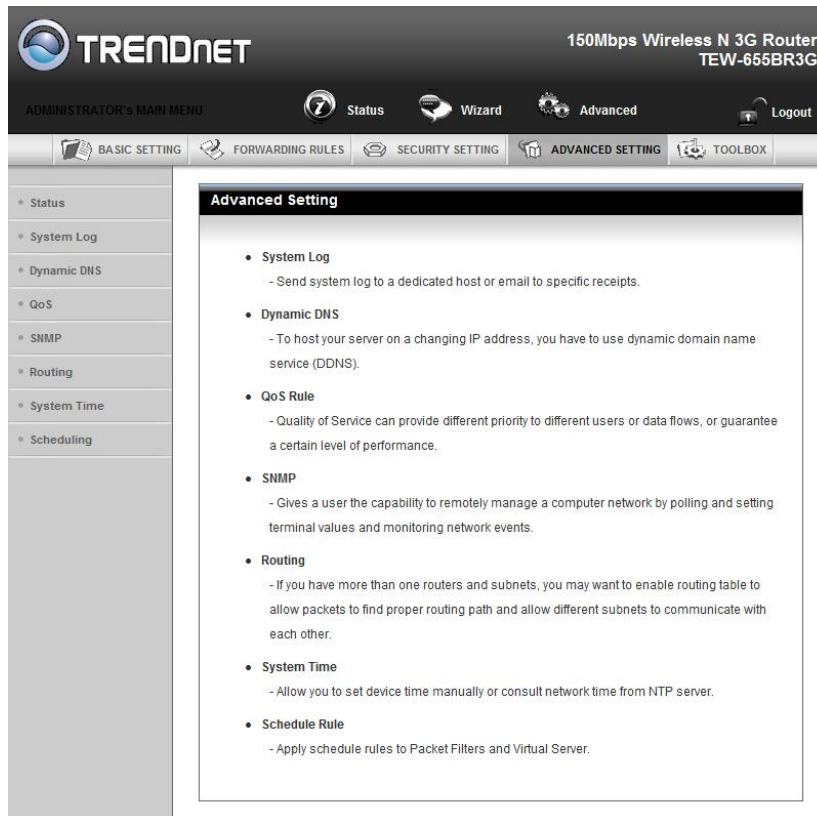 TRENDNET
150Mbps Wireless N 3G Router
TEW-655BR3G
ADMINISTRATOR's MAIN MENU
Status
Wizard
Advanced
Logout
BASIC SETTING
FORWARDING RULES
SECURITY SETTING
ADVANCED SETTING
TOOLBOX
Status
System Log
Dynamic DNS
QoS
SNMP
Routing
System Time
Scheduling
Advanced Setting
• System Log
- Send system log to a dedicated host or email to specific receipts.
• Dynamic DNS
- To host your server on a changing IP address, you have to use dynamic domain name
service (DDNS).
• QoS Rule
- Quality of Service can provide different priority to different users or data flows, or guarantee
a certain level of performance.
• SNMP
- Gives a user the capability to remotely manage a computer network by polling and setting
terminal values and monitoring network events.
• Routing
- If you have more than one routers and subnets, you may want to enable routing table to
allow packets to find proper routing path and allow different subnets to communicate with
each other.
• System Time
- Allow you to set device time manually or consult network time from NTP server.
• Schedule Rule
- Apply schedule rules to Packet Filters and Virtual Server.